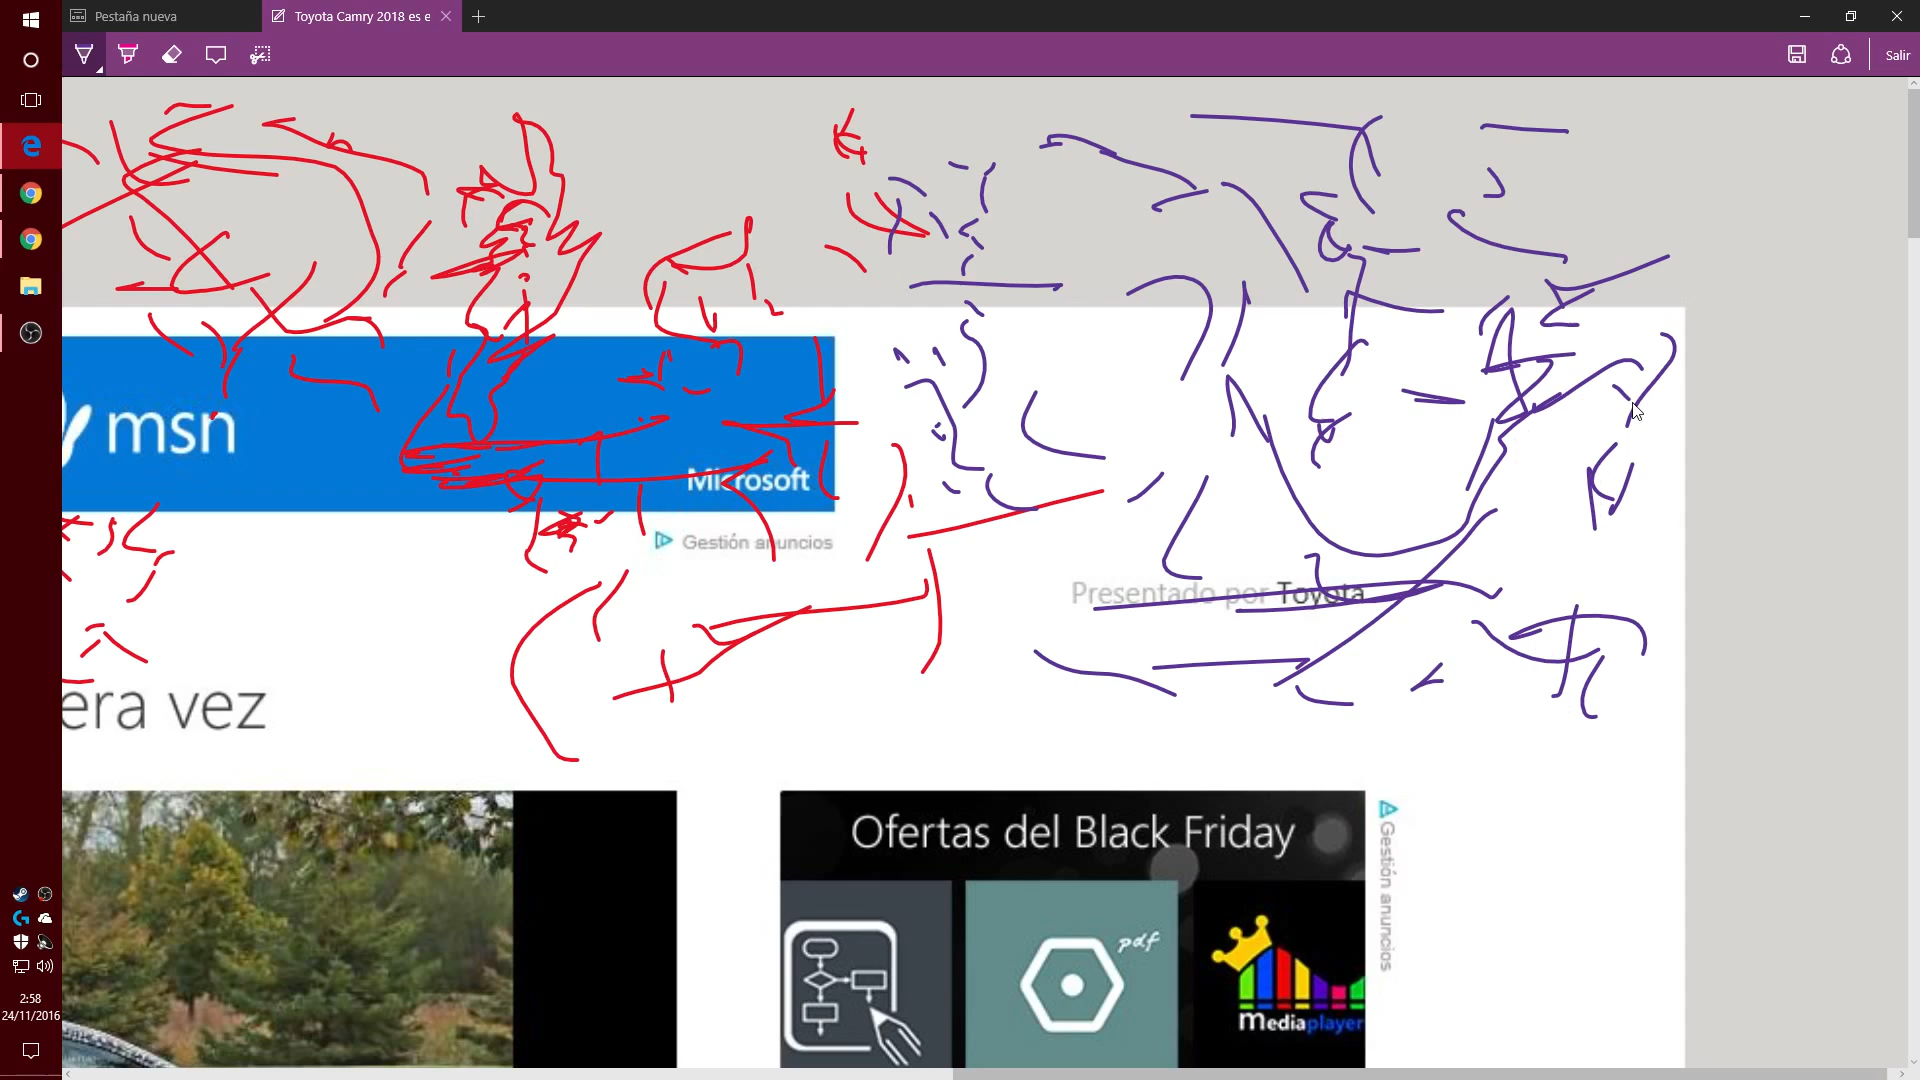 Pestaña nueva
Toyota Camry 2018 es e
Salir
msn
Microsoft
Gestión anuncios
Presentado por Toyota
era vez
Ofertas del Black Friday
pdf
mediaplayer
Gestión anuncios
2:58
24/11/2016